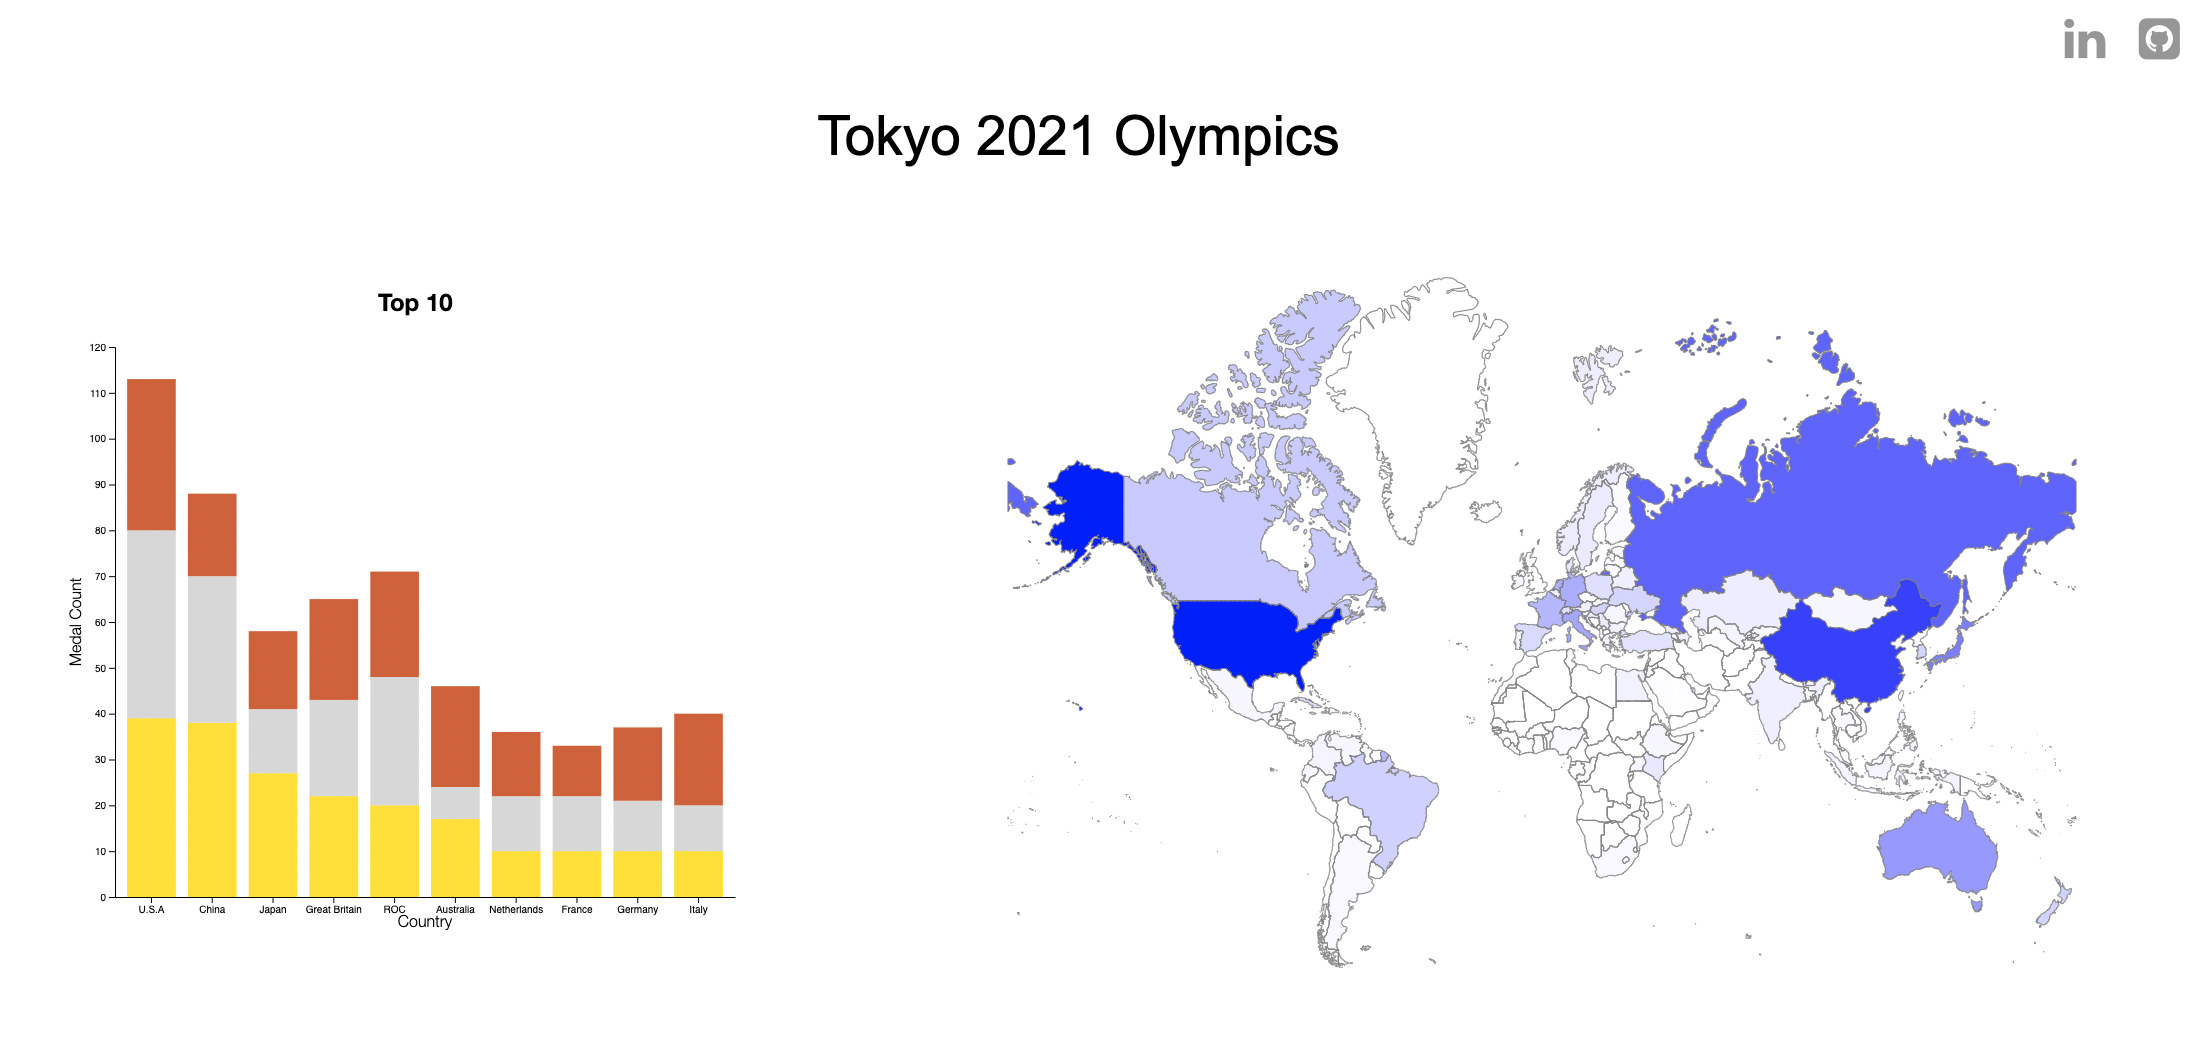 in
Tokyo 2021 Olympics
Top 10
120
110
100
90
80
70
60
50
40
30
20
10
0
Medal Count
U.S.A China Japan Great Britain ROC Australia Netherlands France Germany Italy
Country